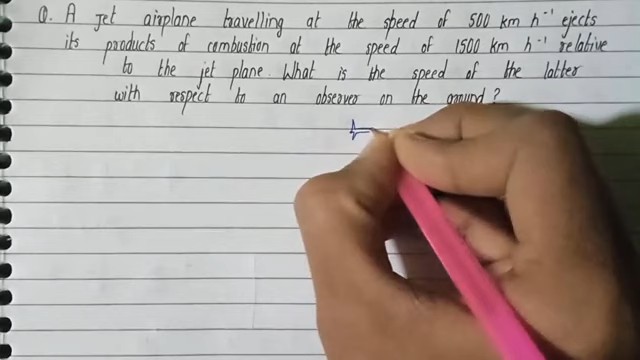 Q. A jet airplane travelling at the speed of 500 km h⁻¹ ejects
its products of combustion at the speed of 1500 km h⁻¹ relative
to the jet plane. What is the speed of the latter
with respect to an observer on the ground?